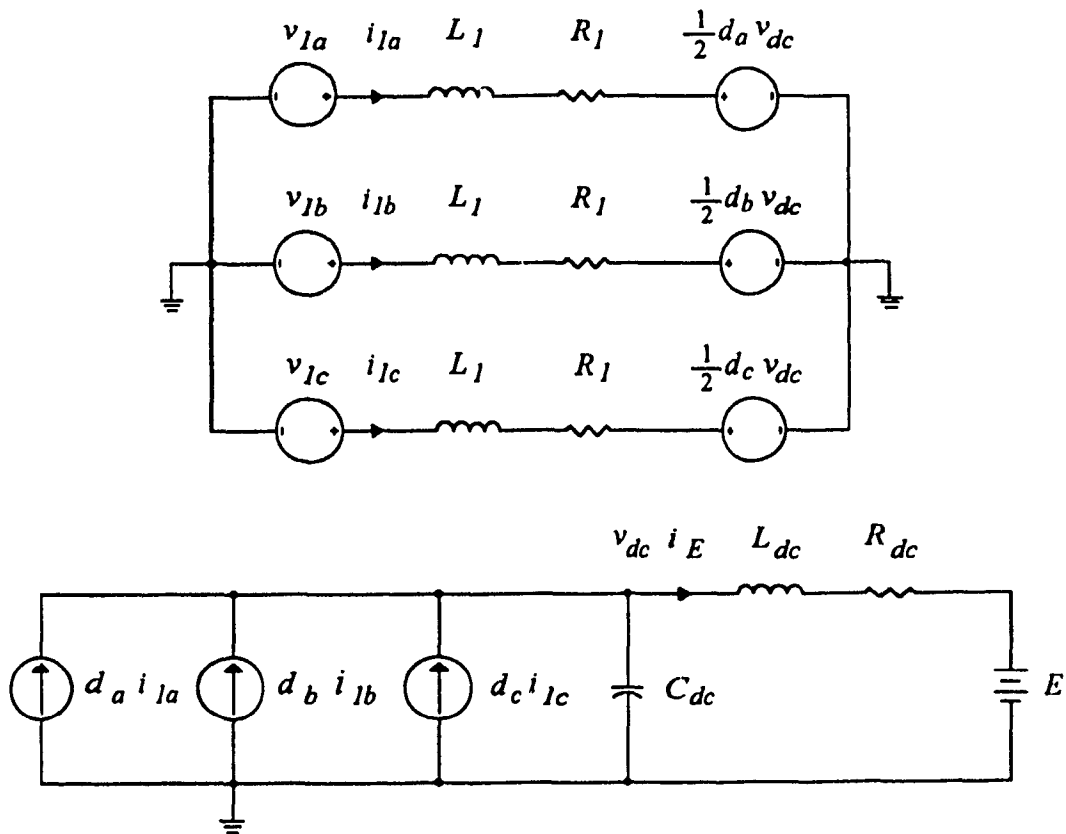 v1a i1a L1 R1 1/2 da vdc
v1b i1b L1 R1 1/2 db vdc
v1c i1c L1 R1 1/2 dc vdc
vdc iE Ldc Rdc
da i1a db i1b dc i1c Cdc E